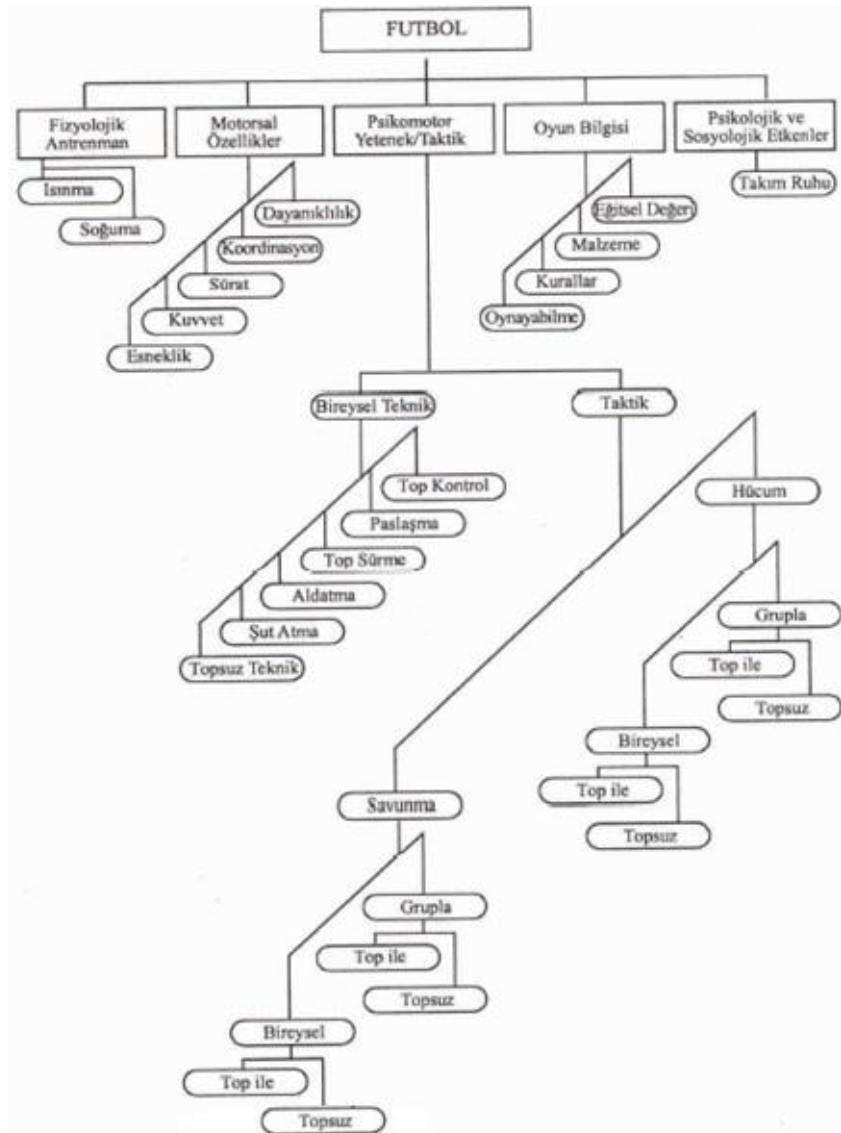 FUTBOL
Fizyolojik
Antrenman
Motorsal
Özellikler
Psikomotor
Yetenek/Taktik
Oyun Bilgisi
Psikolojik ve
Sosyolojik Etkenler
Isınma
Soğuma
Dayanıklılık
Koordinasyon
Sürat
Kuvvet
Esneklik
Eğitsel Değeri
Malzeme
Kurallar
Oynayabilme
Takım Ruhu
Bireysel Teknik
Taktik
Top Kontrol
Paslaşma
Top Sürme
Aldatma
Şut Atma
Topsuz Teknik
Hücum
Grupla
Top ile
Topsuz
Bireysel
Top ile
Topsuz
Savunma
Grupla
Top ile
Topsuz
Bireysel
Top ile
Topsuz